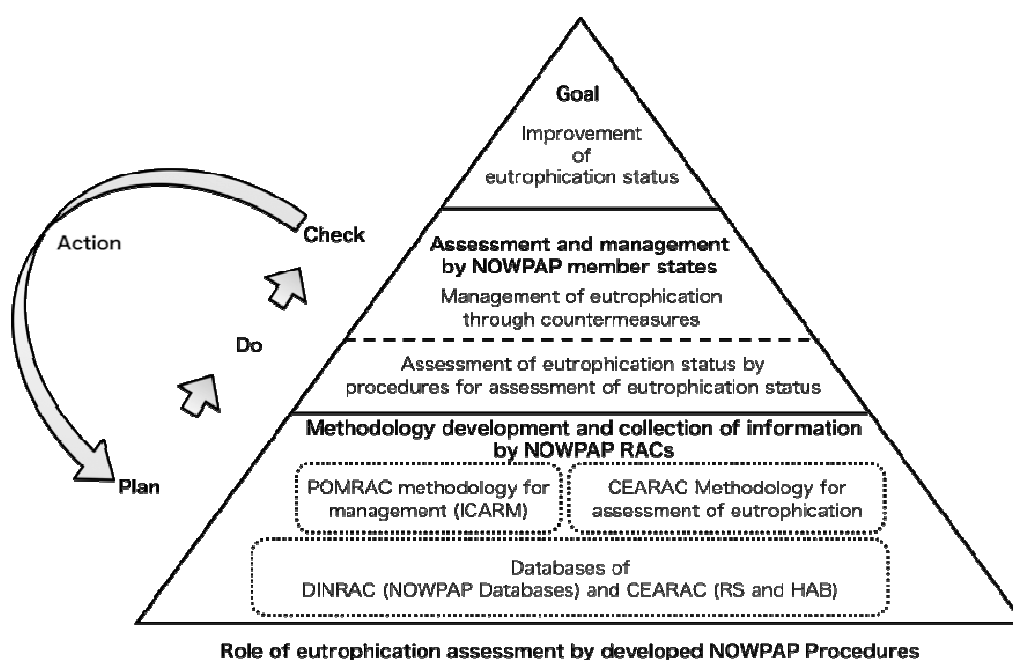 Goal
Improvement
of
eutrophication status
Action
Check
Do
Plan
Assessment and management
by NOWPAP member states
Management of eutrophication
through countermeasures
Assessment of eutrophication status by
procedures for assessment of eutrophication status
Methodology development and collection of information
by NOWPAP RACs
POMRAC methodology for
management (ICARM)
CEARAC Methodology for
assessment of eutrophication
Databases of
DINRAC (NOWPAP Databases) and CEARAC (RS and HAB)
Role of eutrophication assessment by developed NOWPAP Procedures